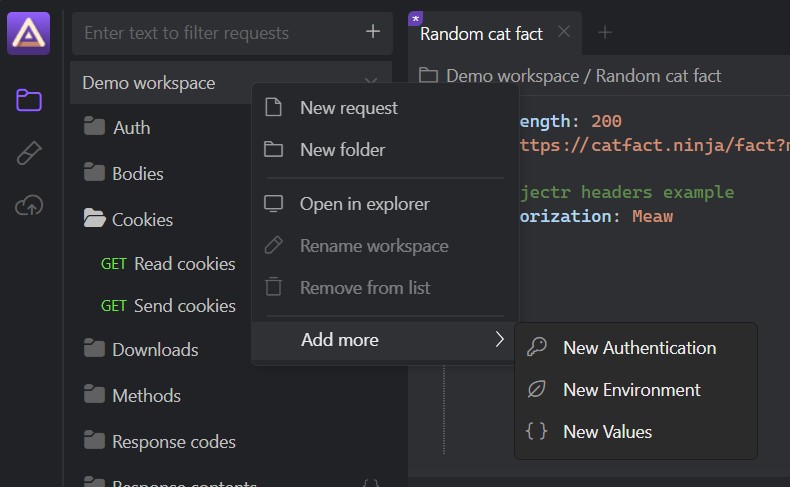 Enter text to filter requests +
* Random cat fact
Demo workspace
Demo workspace / Random cat fact
Auth
Bodies
Cookies
GET Read cookies
GET Send cookies
Downloads
Methods
Response codes
Response contents { }
New request
New folder
Open in explorer
Rename workspace
Remove from list
Add more
New Authentication
New Environment
{ } New Values
ength: 200
ttps://catfact.ninja/fact?
jectr headers example
orization: Meaw